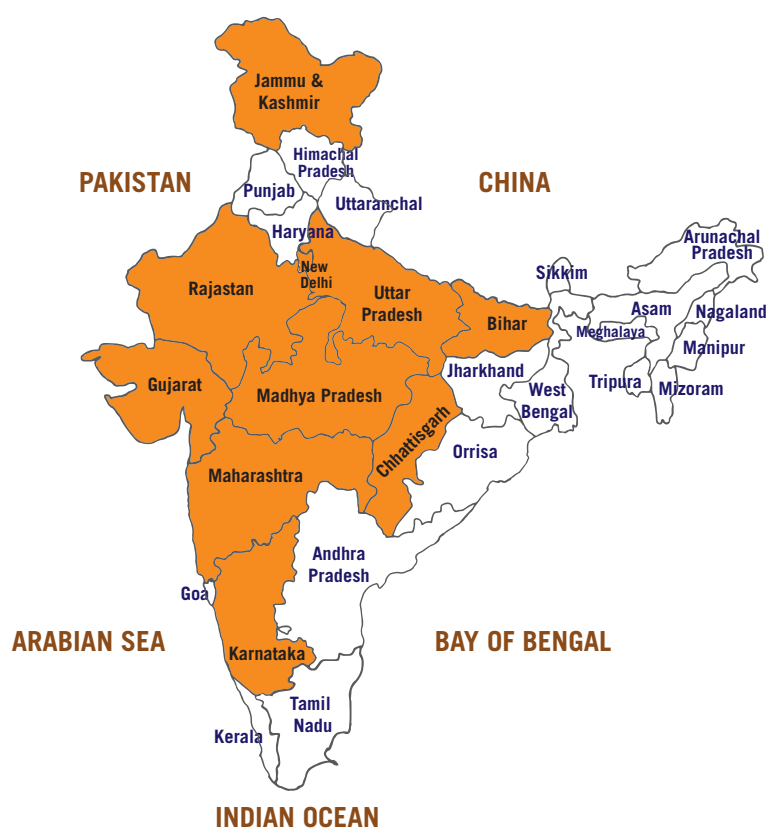 Jammu &
Kashmir
Himachal
Pradesh
PAKISTAN
CHINA
Punjab
Uttaranchal
Haryana
Arunachal
Pradesh
New
Delhi
Sikkim
Rajastan
Uttar
Pradesh
Asam
Nagaland
Bihar
Meghalaya
Manipur
Jharkhand
Gujarat
Tripura
Mizoram
Madhya Pradesh
West
Bengal
Chhattisgarh
Orrisa
Maharashtra
Andhra
Pradesh
Goa
ARABIAN SEA
BAY OF BENGAL
Karnataka
Tamil
Nadu
Kerala
INDIAN OCEAN